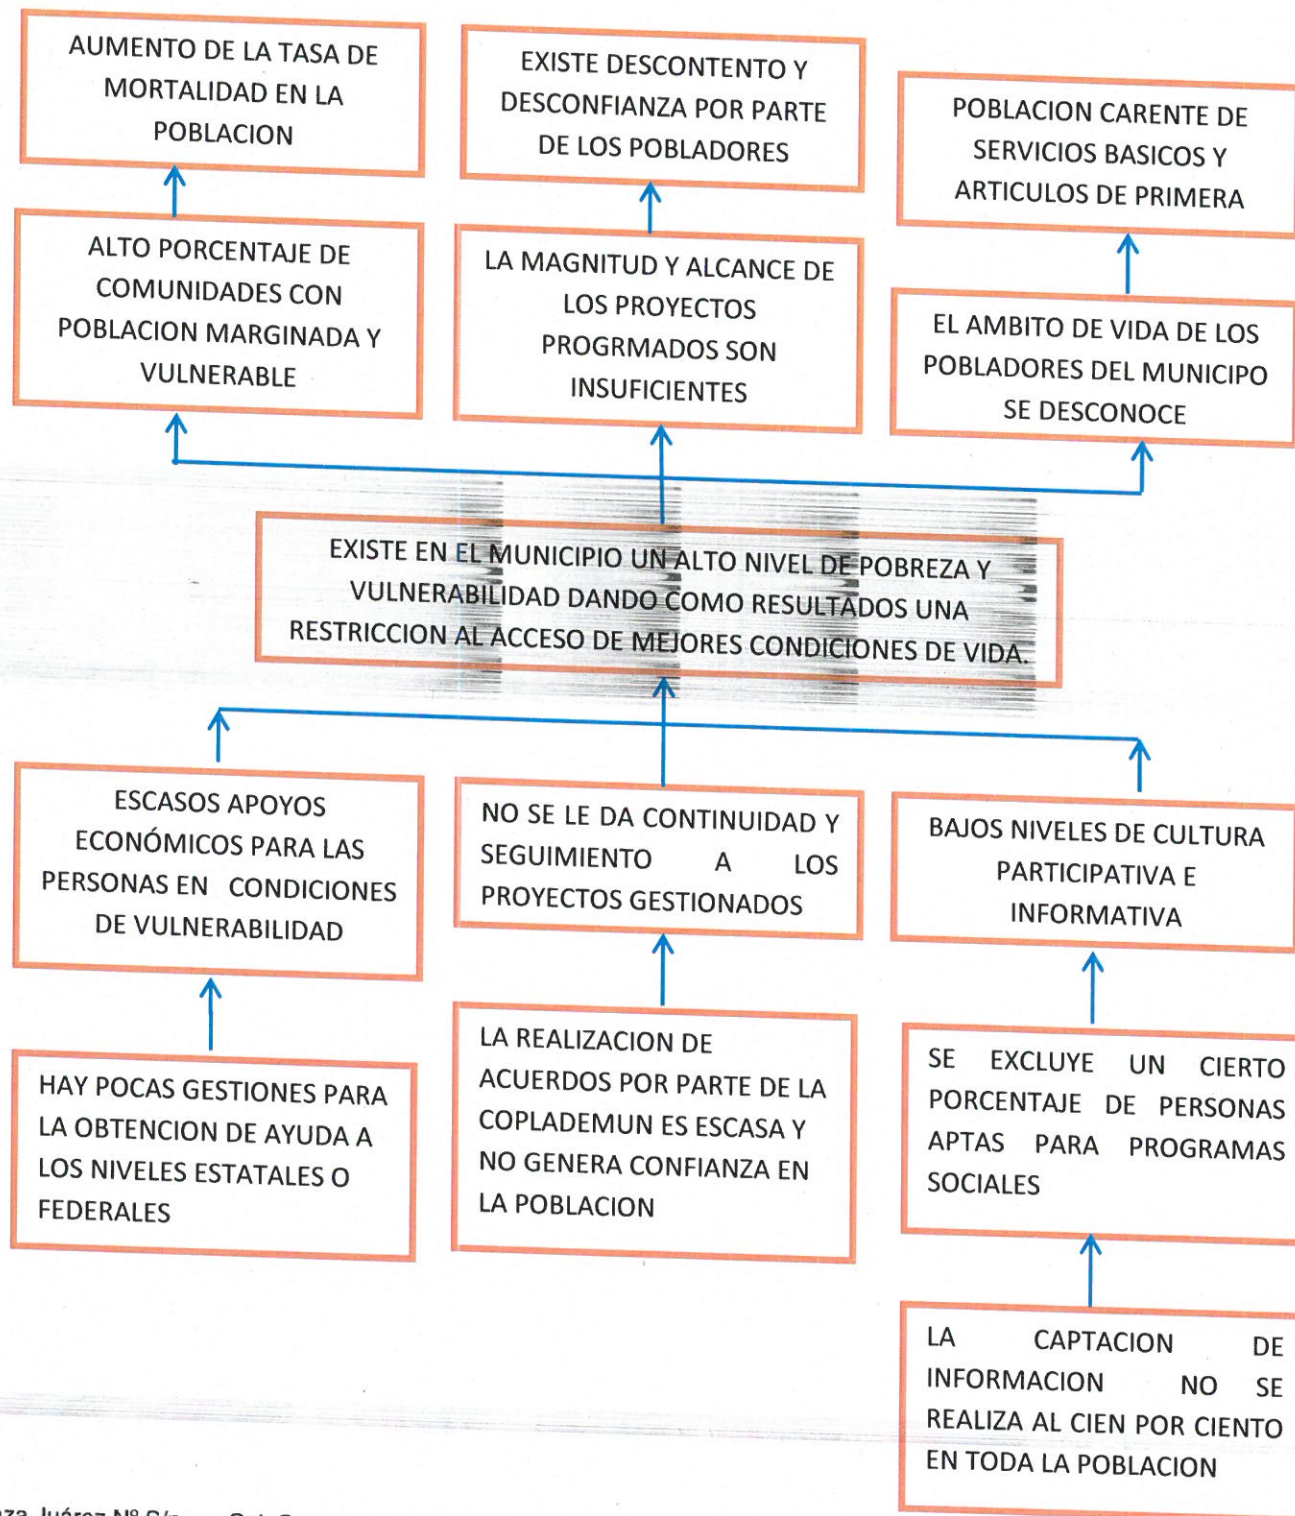 AUMENTO DE LA TASA DE
MORTALIDAD EN LA
POBLACION
EXISTE DESCONTENTO Y
DESCONFIANZA POR PARTE
DE LOS POBLADORES
POBLACION CARENTE DE
SERVICIOS BASICOS Y
ARTICULOS DE PRIMERA
ALTO PORCENTAJE DE
COMUNIDADES CON
POBLACION MARGINADA Y
VULNERABLE
LA MAGNITUD Y ALCANCE DE
LOS PROYECTOS
PROGRMADOS SON
INSUFICIENTES
EL AMBITO DE VIDA DE LOS
POBLADORES DEL MUNICIPO
SE DESCONOCE
EXISTE EN EL MUNICIPIO UN ALTO NIVEL DE POBREZA Y
VULNERABILIDAD DANDO COMO RESULTADOS UNA
RESTRICCION AL ACCESO DE MEJORES CONDICIONES DE VIDA.
ESCASOS APOYOS
ECONÓMICOS PARA LAS
PERSONAS EN CONDICIONES
DE VULNERABILIDAD
NO SE LE DA CONTINUIDAD Y
SEGUIMIENTO A LOS
PROYECTOS GESTIONADOS
BAJOS NIVELES DE CULTURA
PARTICIPATIVA E
INFORMATIVA
HAY POCAS GESTIONES PARA
LA OBTENCION DE AYUDA A
LOS NIVELES ESTATALES O
FEDERALES
LA REALIZACION DE
ACUERDOS POR PARTE DE LA
COPLADEMUN ES ESCASA Y
NO GENERA CONFIANZA EN
LA POBLACION
SE EXCLUYE UN CIERTO
PORCENTAJE DE PERSONAS
APTAS PARA PROGRAMAS
SOCIALES
LA CAPTACION DE
INFORMACION NO SE
REALIZA AL CIEN POR CIENTO
EN TODA LA POBLACION
Juárez Nº